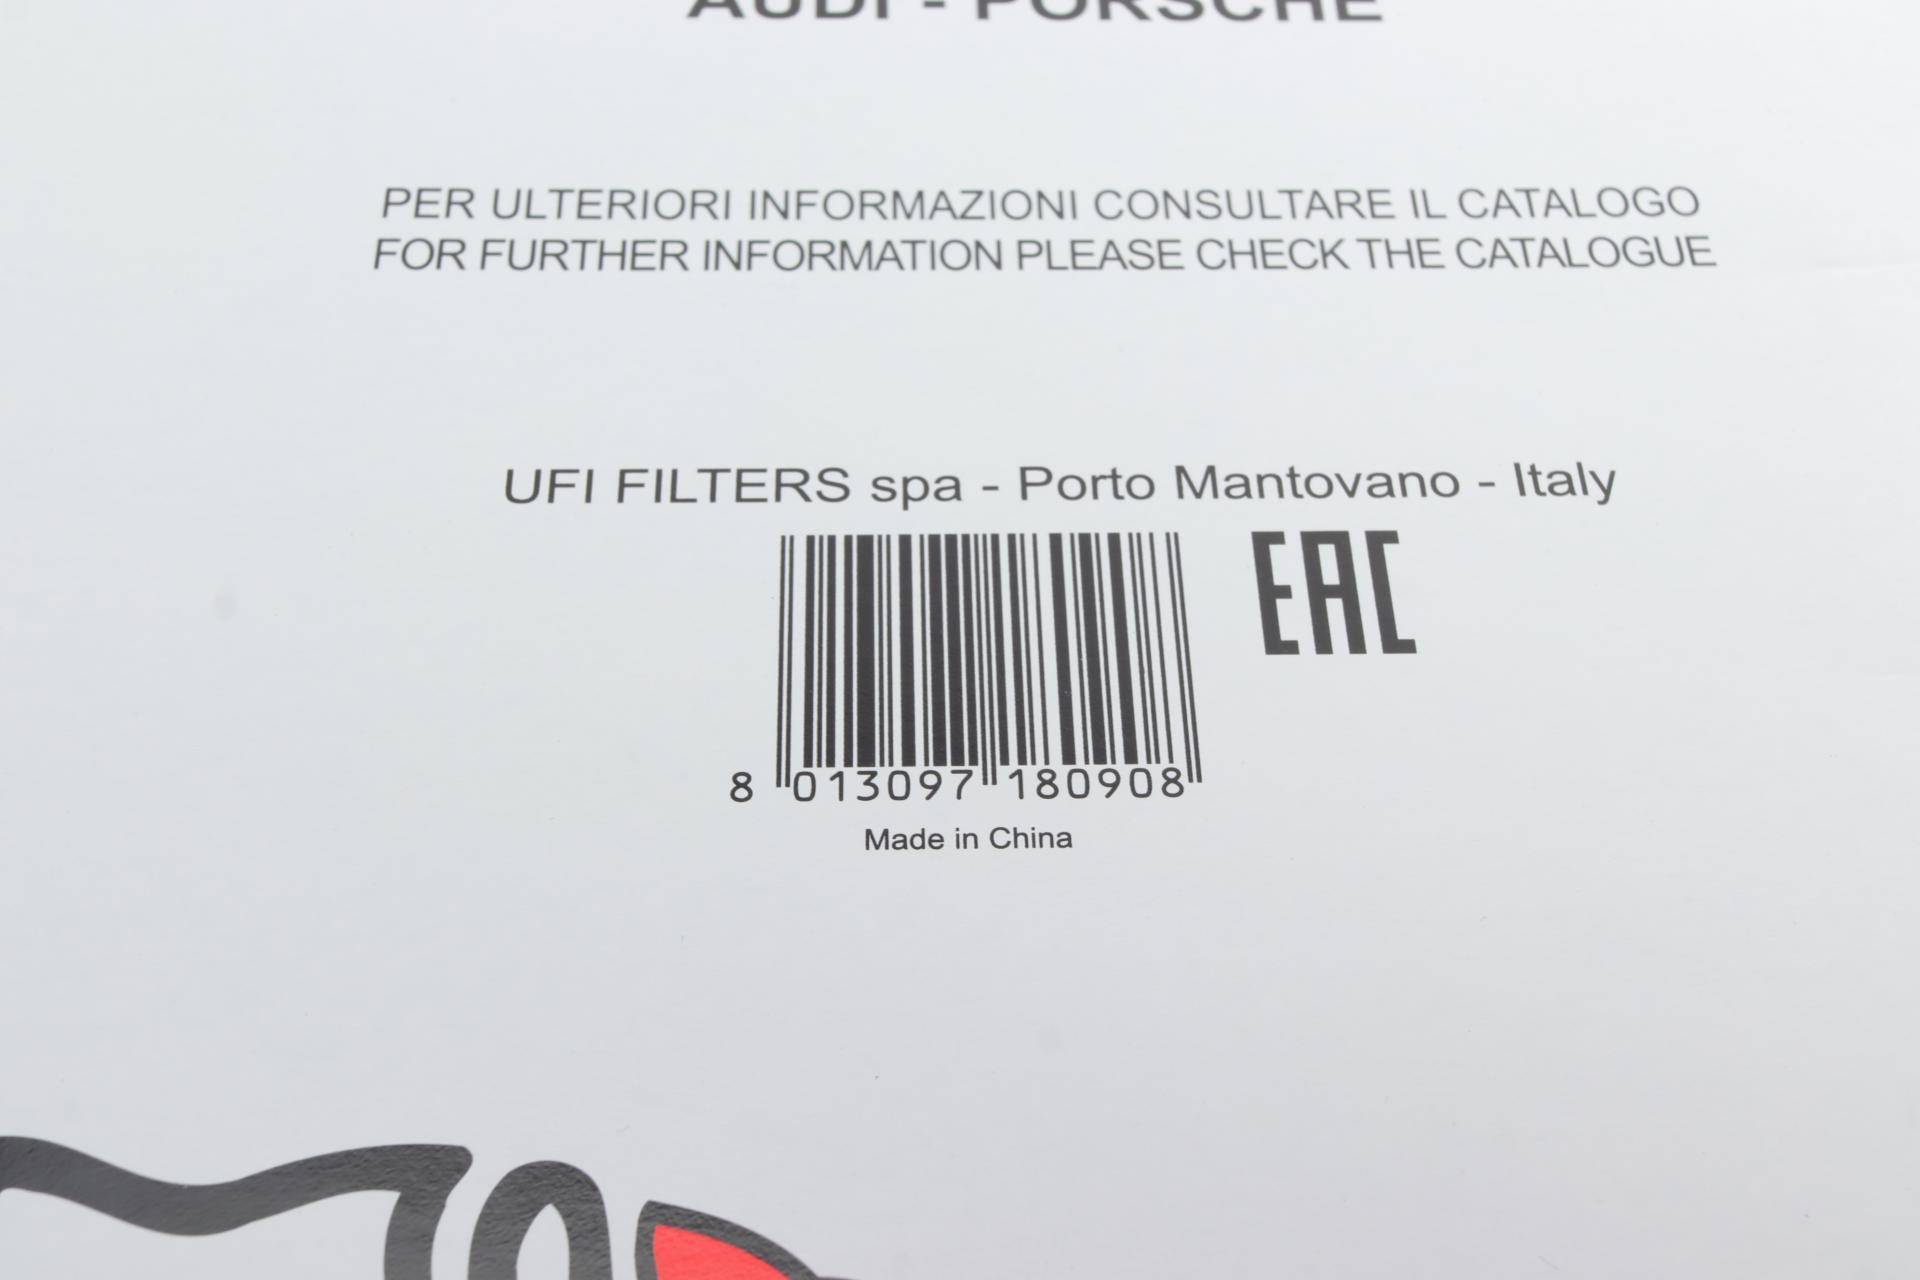 AUDI - PORSCHE
PER ULTERIORI INFORMAZIONI CONSULTARE IL CATALOGO
FOR FURTHER INFORMATION PLEASE CHECK THE CATALOGUE
UFI FILTERS spa - Porto Mantovano - Italy
EAC
8 013097 180908
Made in China